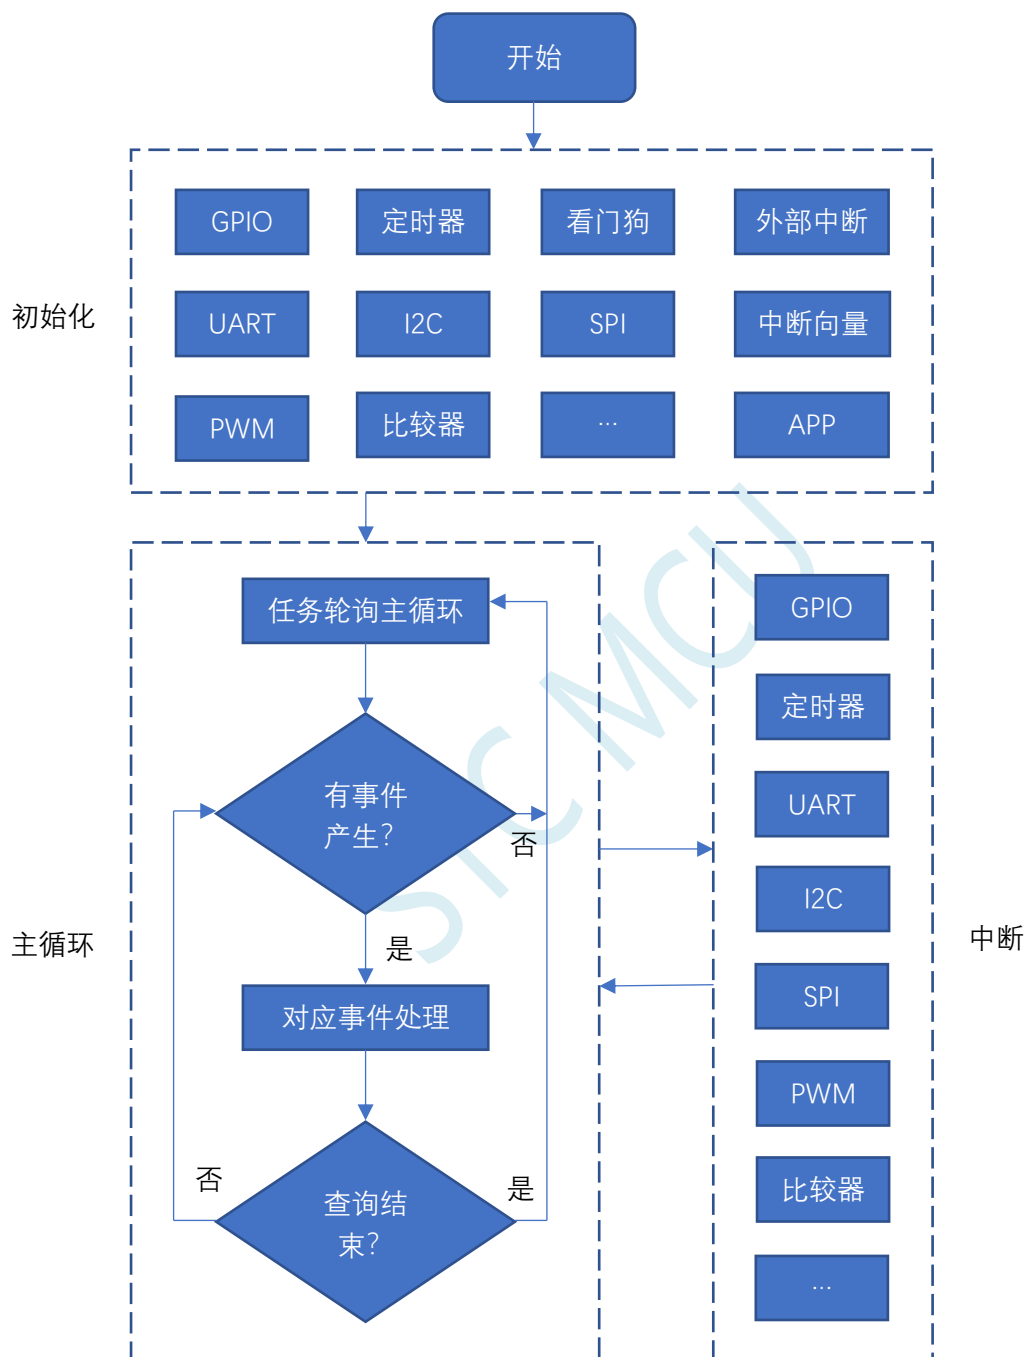 开始
初始化
GPIO
定时器
看门狗
外部中断
UART
I2C
SPI
中断向量
PWM
比较器
...
APP
主循环
任务轮询主循环
有事件
产生?
否
是
对应事件处理
查询结
束?
否
是
中断
GPIO
定时器
UART
I2C
SPI
PWM
比较器
...
STC MCU